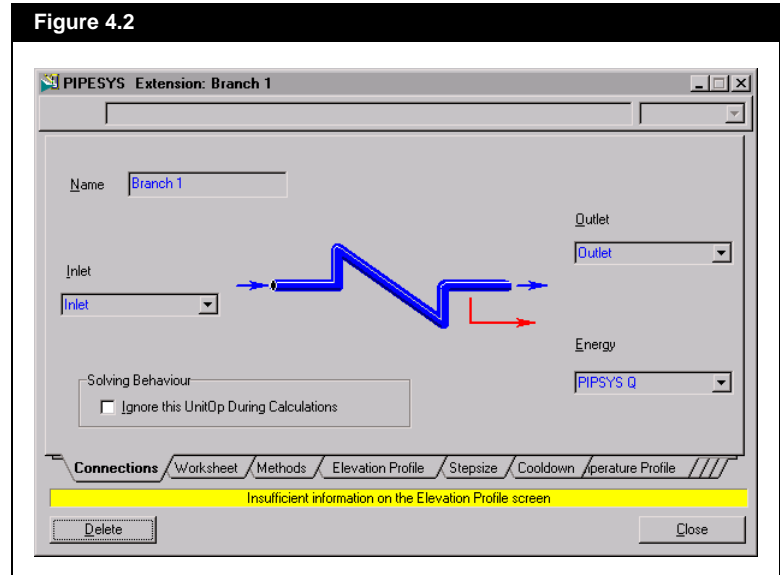 Figure 4.2
PIPESYS Extension: Branch 1
Name
Branch 1
Outlet
Outlet
Inlet
Inlet
Energy
PIPSYS Q
Solving Behaviour
Ignore this UnitOp During Calculations
Connections Worksheet Methods Elevation Profile Stepsize Cooldown perature Profile
Insufficient information on the Elevation Profile screen
Delete
Close